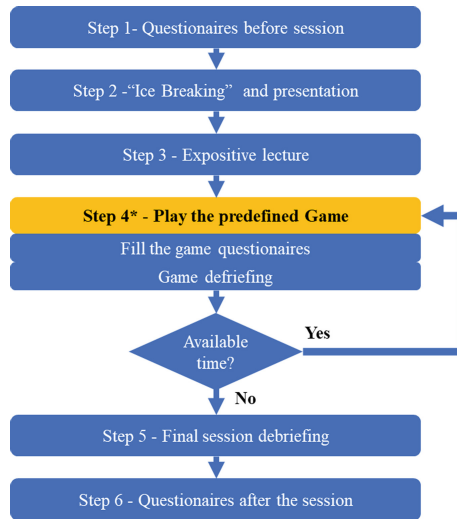 Step 1- Questionaires before session
Step 2 -“Ice Breaking” and presentation
Step 3 - Expositive lecture
Step 4* - Play the predefined Game
Fill the game questionaires
Game defriefing
Available
time?
Yes
No
Step 5 - Final session debriefing
Step 6 - Questionaires after the session